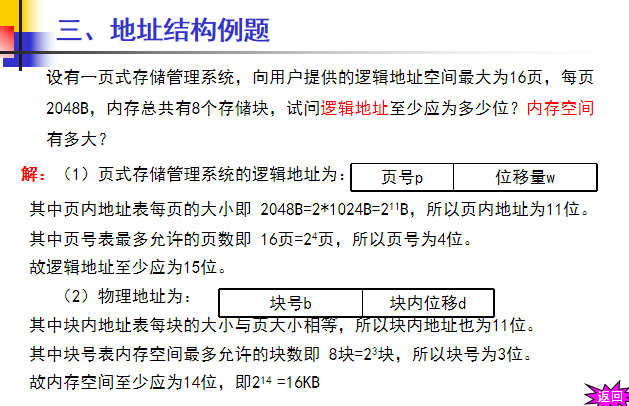 三、地址结构例题
设有一页式存储管理系统，向用户提供的逻辑地址空间最大为16页，每页
2048B，内存总共有8个存储块，试问逻辑地址至少应为多少位？内存空间
有多大？
解：（1）页式存储管理系统的逻辑地址为： 页号p 位移量w
其中页内地址表每页的大小即 2048B=2*1024B=2¹¹B，所以页内地址为11位。
其中页号表最多允许的页数即 16页=2⁴页，所以页号为4位。
故逻辑地址至少应为15位。
（2）物理地址为： 块号b 块内位移d
其中块内地址表每块的大小与页大小相等，所以块内地址也为11位。
其中块号表内存空间最多允许的块数即 8块=2³块，所以块号为3位。
故内存空间至少应为14位，即2¹⁴ =16KB
返回